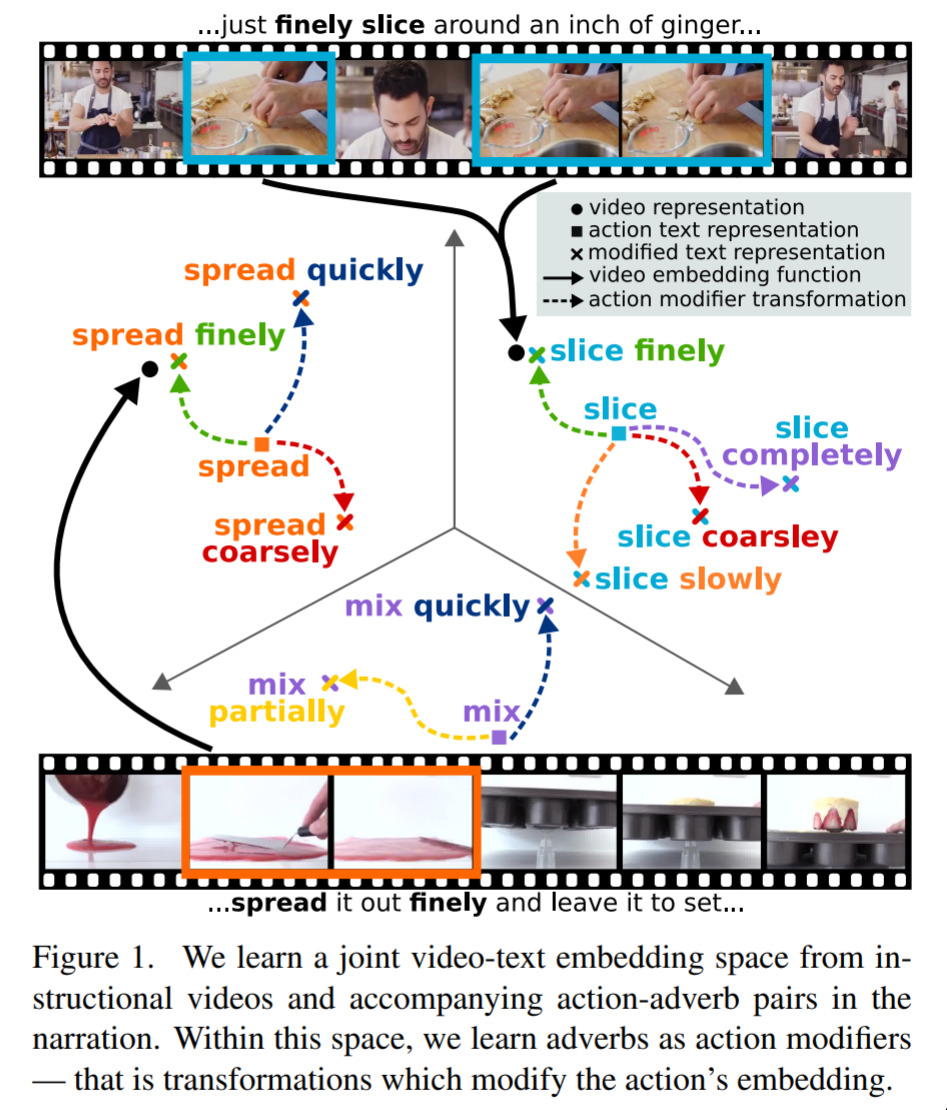 ...just finely slice around an inch of ginger...
video representation
action text representation
modified text representation
video embedding function
action modifier transformation
spread quickly
spread finely
spread
spread
coarsely
slice finely
slice
slice
completely
slice coarsley
slice slowly
mix quickly
mix
partially
mix
...spread it out finely and leave it to set...
Figure 1. We learn a joint video-text embedding space from in-
structional videos and accompanying action-adverb pairs in the
narration. Within this space, we learn adverbs as action modifiers
— that is transformations which modify the action's embedding.